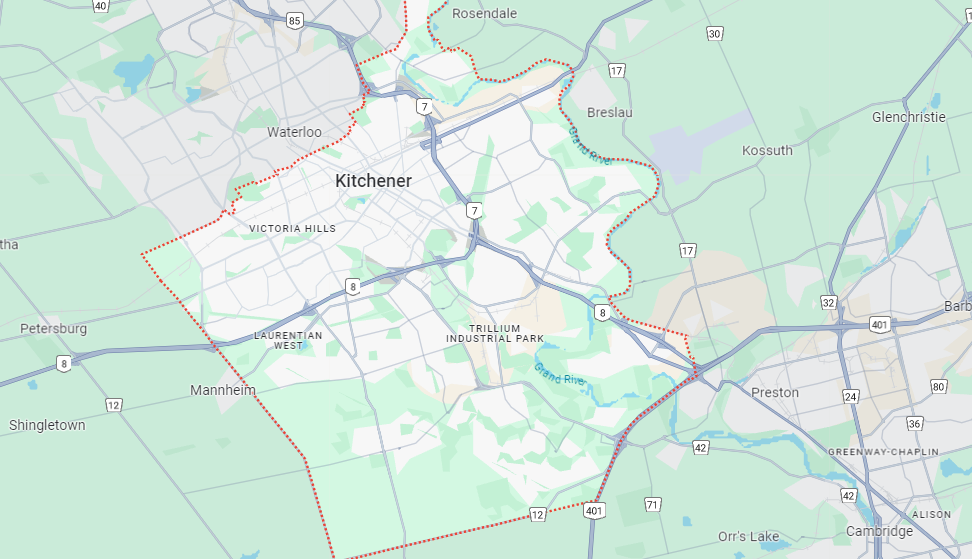 40
85
Rosendale
30
17
7
Breslau
Glenchristie
Waterloo
Grand River
Kossuth
Kitchener
7
VICTORIA HILLS
17
8
32
8
401
Petersburg
LAURENTIAN
WEST
TRILLIUM
INDUSTRIAL PARK
8
Grand River
Mannheim
Preston
80
12
24
Shingletown
36
42
GREENWAY-CHAPLIN
42
71
12
401
ALISON
Orr's Lake
Cambridge